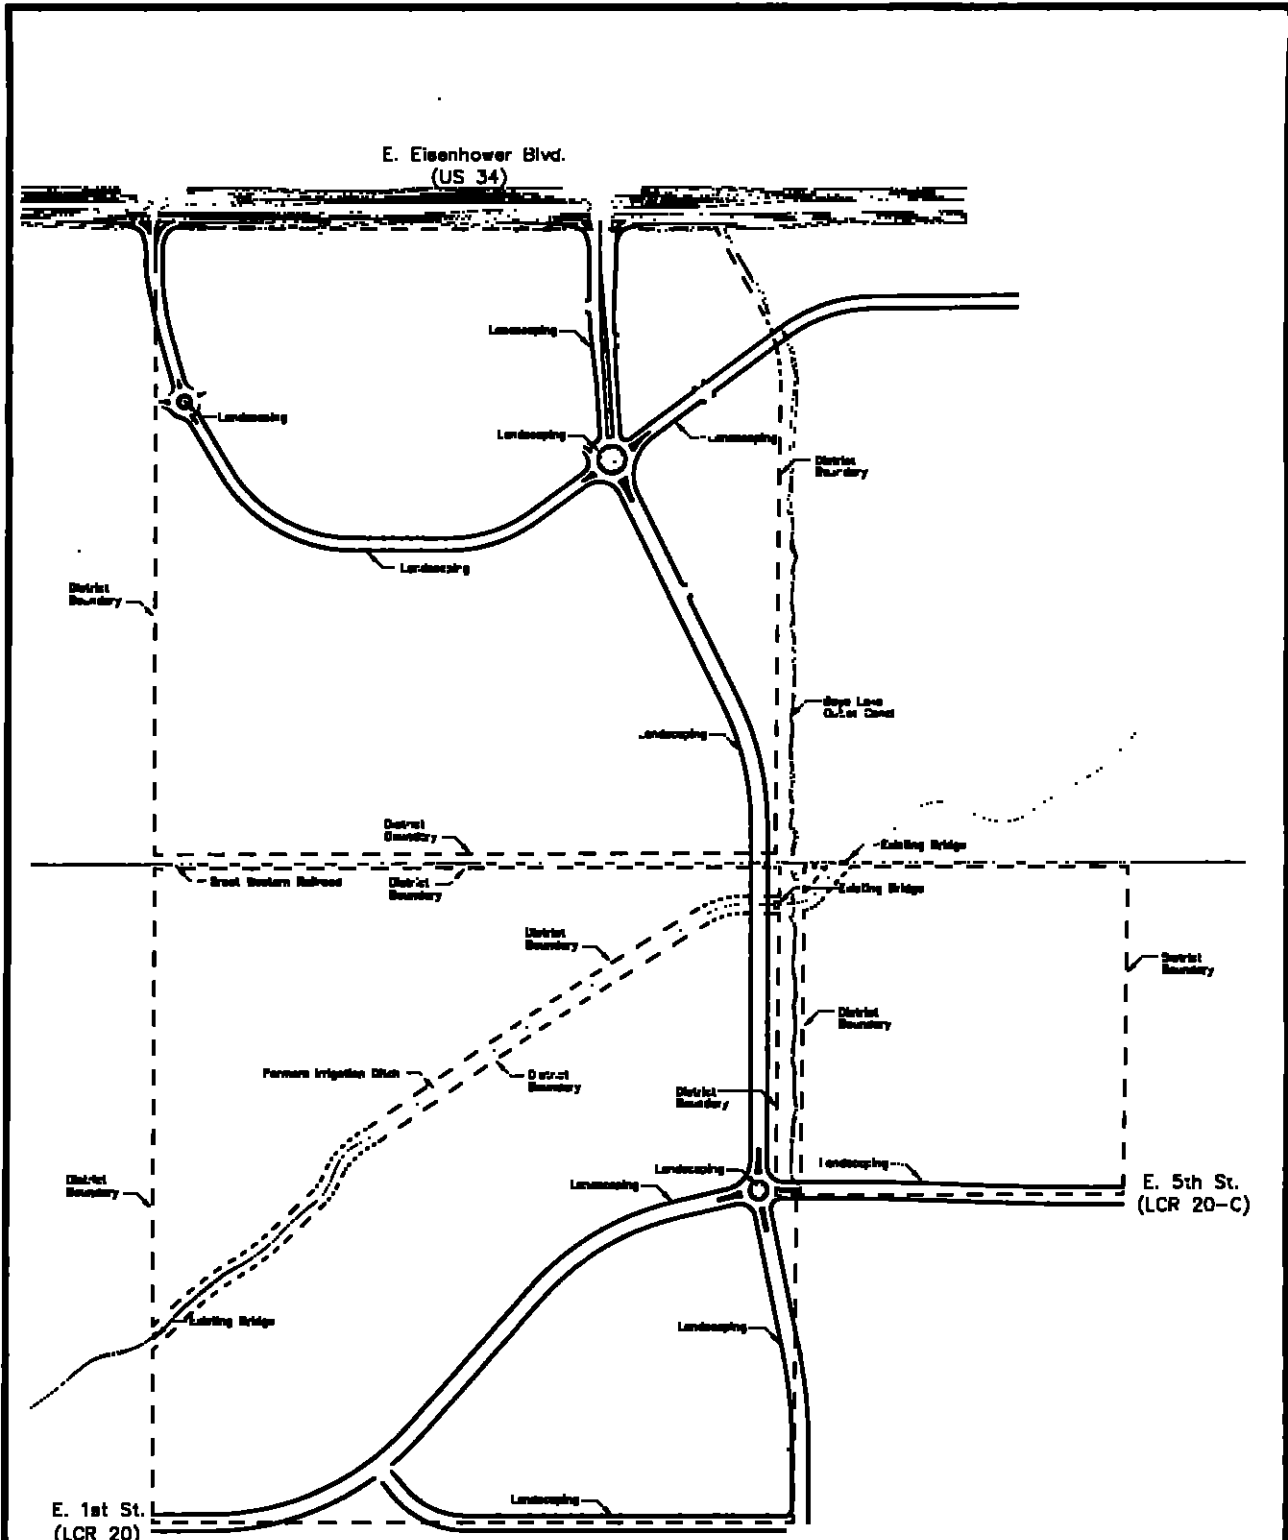 E. Eisenhower Blvd.
(US 34)
Landscaping
Landscaping
Landscaping
Landscaping
District
Boundary
Landscaping
District
Boundary
Outlet Canal
Landscaping
District
Boundary
Existing Bridge
Great Western Railroad
District
Boundary
Existing Bridge
District
Boundary
District
Boundary
District
Boundary
Farmers Irrigation Ditch
District
Boundary
District
Boundary
Landscaping
Landscaping
Landscaping
District
Boundary
E. 5th St.
(LCR 20-C)
Existing Bridge
Landscaping
Landscaping
E. 1st St.
(LCR 20)